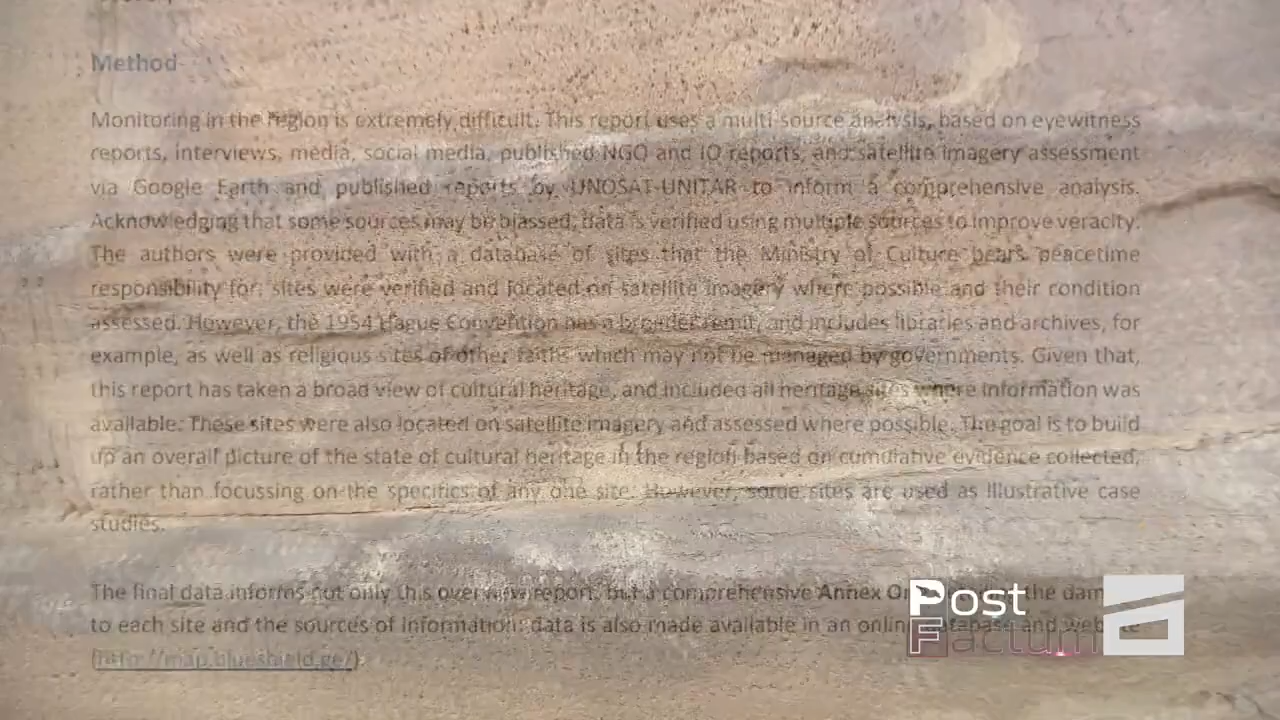 Method
Monitoring in the region is extremely difficult. This report uses a multi-source analysis, based on eyewitness
reports, interviews, media, social media, published NGO and IO reports, and satellite imagery assessment
via Google Earth and published reports by UNOSAT-UNITAR to inform a comprehensive analysis.
Acknowledging that some sources may be biassed, data is verified using multiple sources to improve veracity.
The authors were provided with a database of sites that the Ministry of Culture bears peacetime
responsibility for: sites were verified and located on satellite imagery where possible and their condition
assessed. However, the 1954 Hague Convention has a broader remit, and includes libraries and archives, for
example, as well as religious sites of other faiths which may not be managed by governments. Given that,
this report has taken a broad view of cultural heritage, and included all heritage sites where information was
available. These sites were also located on satellite imagery and assessed where possible. The goal is to build
up an overall picture of the state of cultural heritage in the region based on cumulative evidence collected,
rather than focussing on the specifics of any one site. However, some sites are used as illustrative case
studies.
The final data informs not only this overview report, but a comprehensive Annex the
to each site and the sources of information: data is also made available in an online database and website
(http://map.blueshield.ge/)
Post
Factum